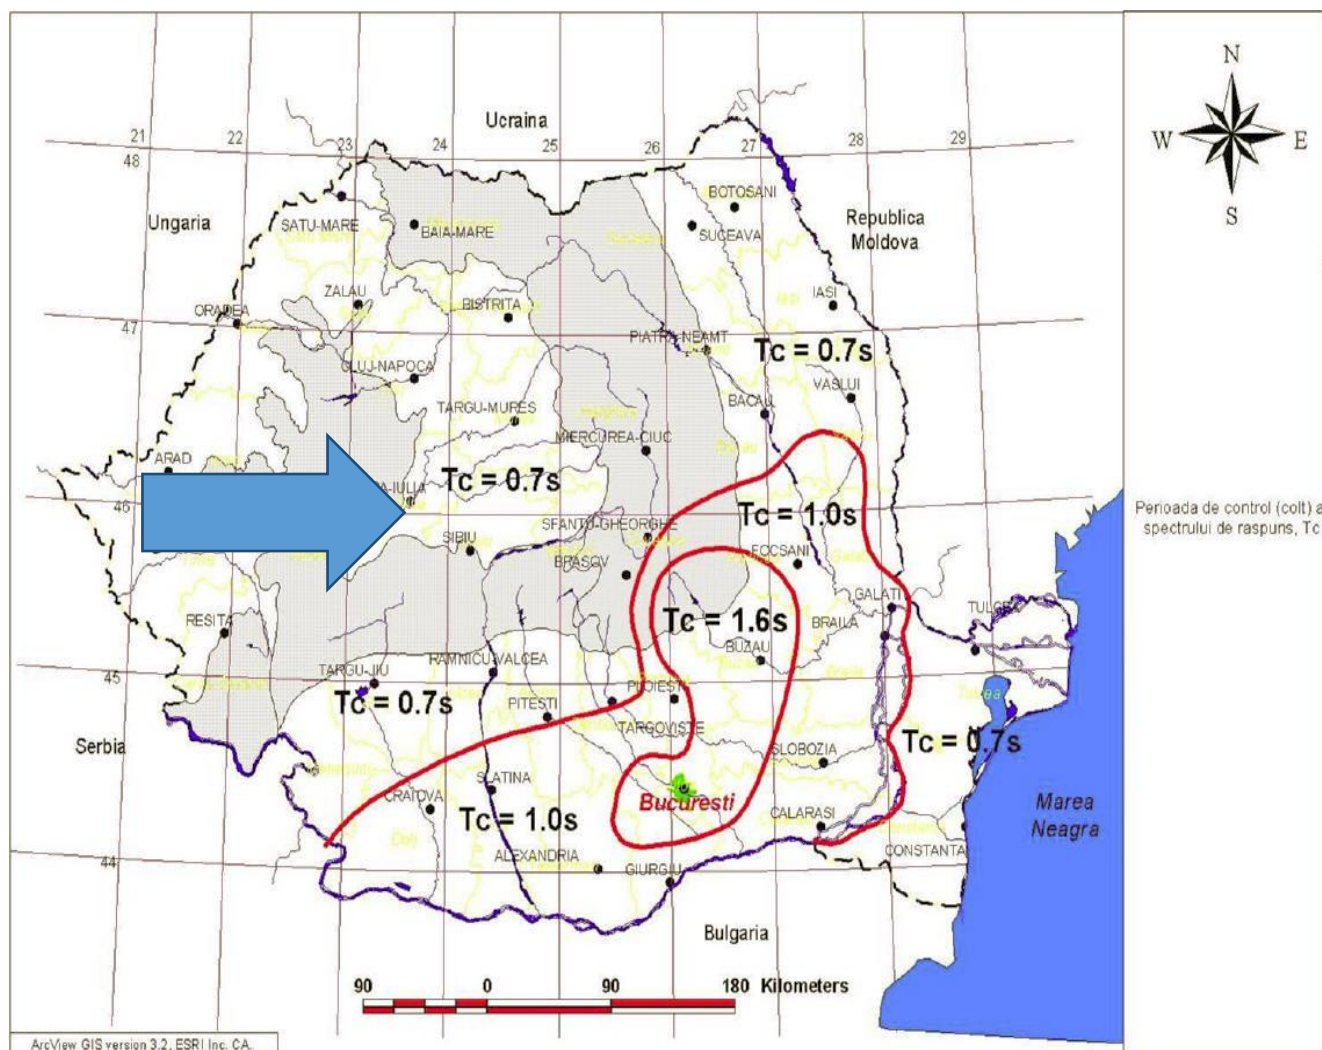 N
W E
S
Ucraina
21 22 23 24 25 26 27 28 29
48
BOTOSANI
Ungaria
SATU-MARE
BAIA-MARE
SUCEAVA
Republica
Moldova
ZALAU
ORADEA
BISTRITA
IASI
47
PIATRA-NEAMT
CLUJ-NAPOCA
Tc = 0.7s
VASLUI
TARGU-MURES
BACAU
MIERCUREA-CIUC
ARAD
Tc = 0.7s
A-IULIA
46
Tc = 1.0s
Perioada de control (colt) a
spectrului de raspuns, Tc
SFANTU-GHEORGHE
SIBIU
FOCSANI
BRASOV
GALATI
TULCEA
RESITA
Tc = 1.6s
BRAILA
BUZAU
TARGU-JIU
RAMNICU-VALCEA
45
PLOIESTI
Tc = 0.7s
PITESTI
TARGOVISTE
Serbia
Tc = 0.7s
SLOBOZIA
SLATINA
CRAIOVA
Bucuresti
Marea
Neagra
Tc = 1.0s
CALARASI
CONSTANTA
44
ALEXANDRIA
GIURGIU
Bulgaria
90 0 90 180 Kilometers
ArcView GIS version 3.2, ESRI Inc. CA.